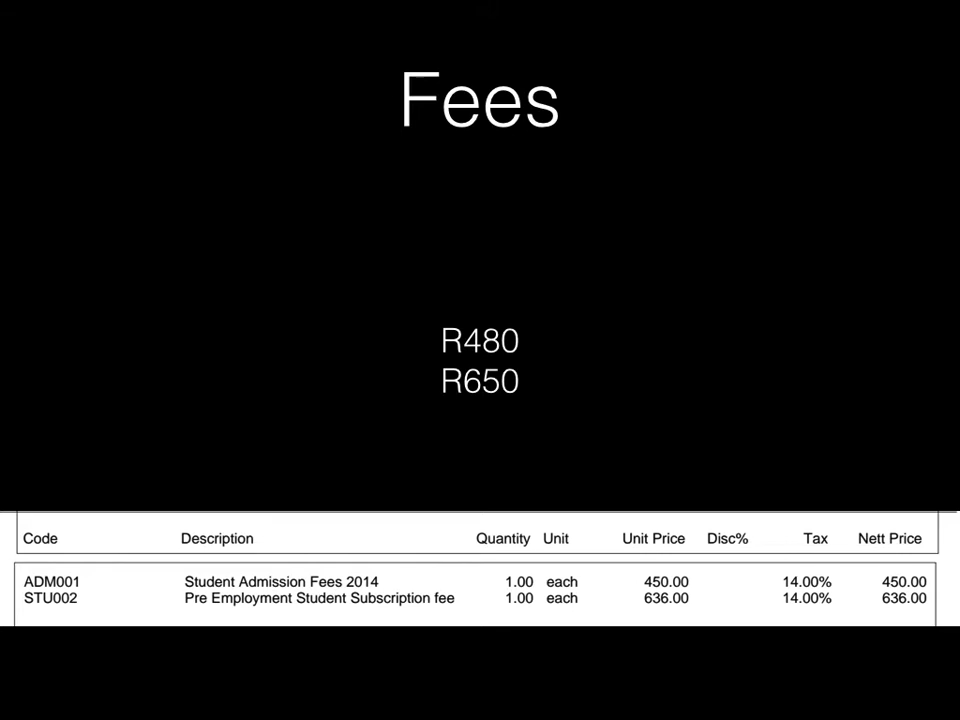 Fees
R480
R650
Code Description Quantity Unit Unit Price Disc% Tax Nett Price
ADM001 Student Admission Fees 2014 1.00 each 450.00 14.00% 450.00
STU002 Pre Employment Student Subscription fee 1.00 each 636.00 14.00% 636.00